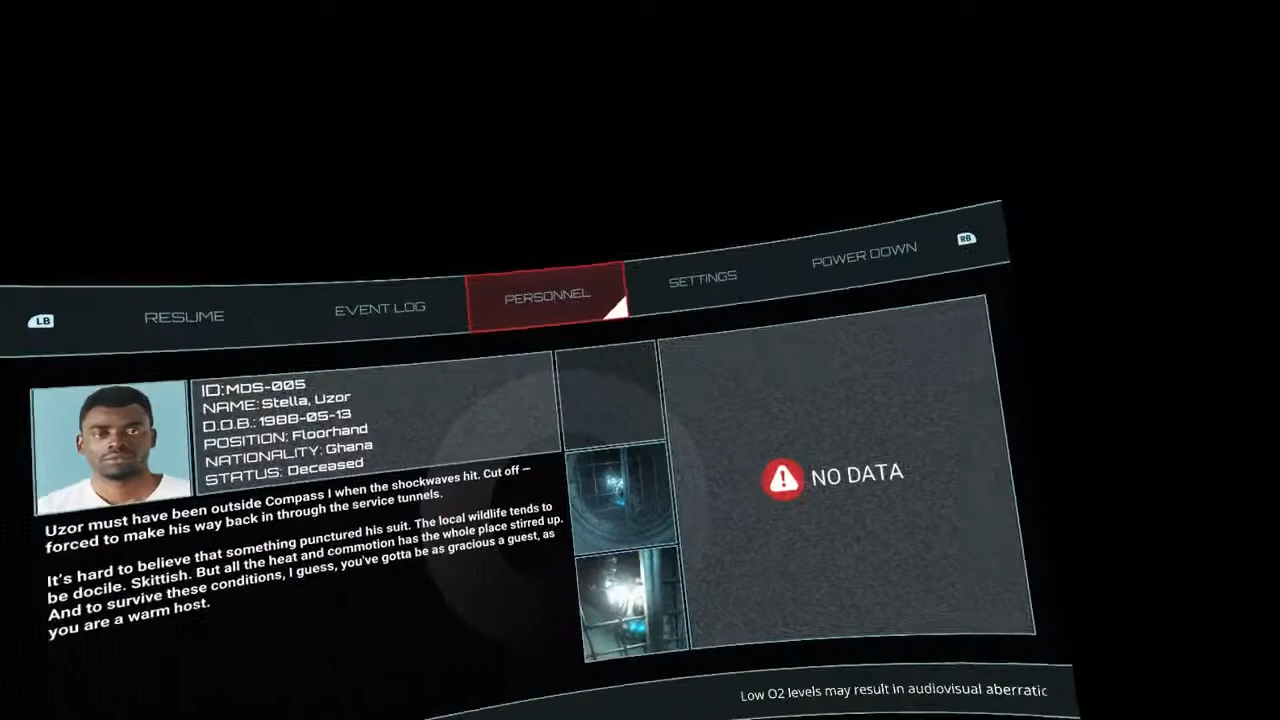 LB
RESUME
EVENT LOG
PERSONNEL
SETTINGS
POWER DOWN
RB
ID:MDS-005
NAME: Stella, Uzor
D.O.B.: 1988-05-13
POSITION: Floorhand
NATIONALITY: Ghana
STATUS: Deceased
Uzor must have been outside Compass I when the shockwaves hit. Cut off —
forced to make his way back in through the service tunnels.
It's hard to believe that something punctured his suit. The local wildlife tends to
be docile. Skittish. But all the heat and commotion has the whole place stirred up.
And to survive these conditions, I guess, you've gotta be as gracious a guest, as
you are a warm host.
NO DATA
Low O2 levels may result in audiovisual aberratic